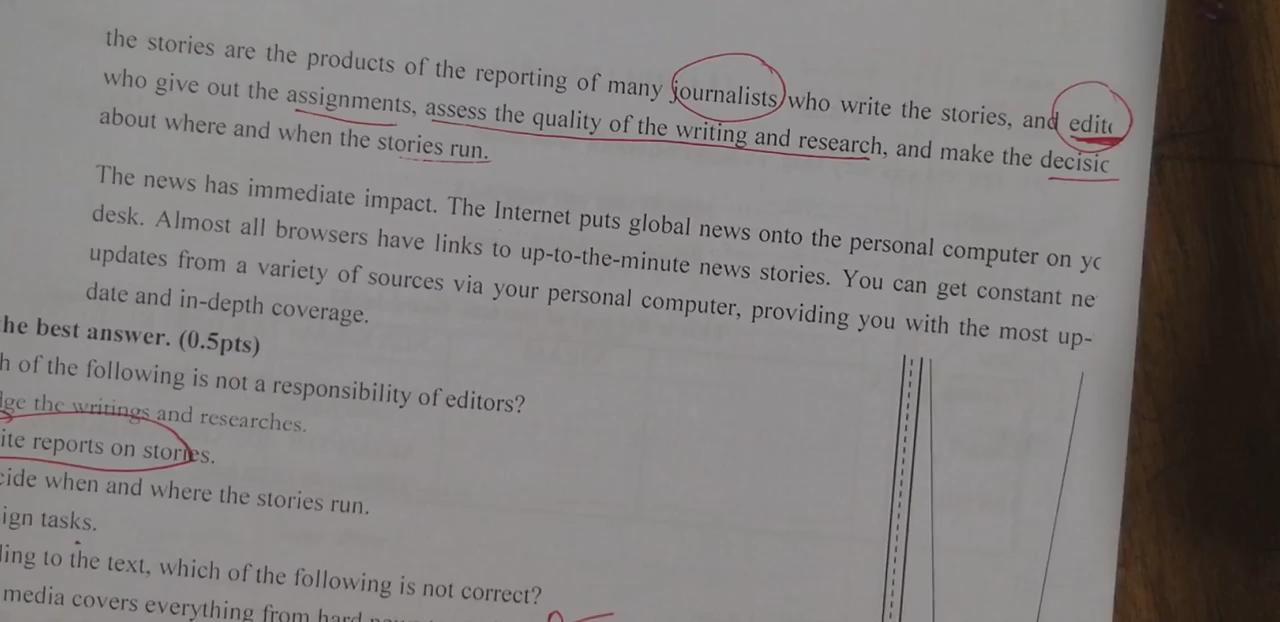 the stories are the products of the reporting of many journalists who write the stories, and edit
who give out the assignments, assess the quality of the writing and research, and make the decisic
about where and when the stories run.
The news has immediate impact. The Internet puts global news onto the personal computer on yc
desk. Almost all browsers have links to up-to-the-minute news stories. You can get constant ne
updates from a variety of sources via your personal computer, providing you with the most up-
date and in-depth coverage.
he best answer. (0.5pts)
h of the following is not a responsibility of editors?
ge the writings and researches.
ite reports on stories.
cide when and where the stories run.
ign tasks.
ling to the text, which of the following is not correct?
media covers everything from hard